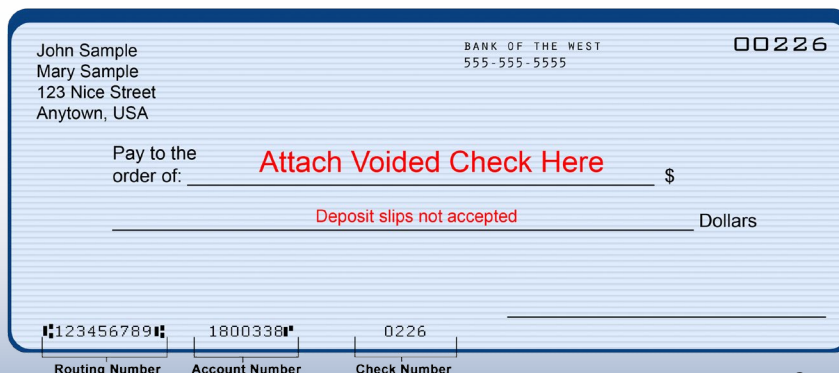 John Sample
Mary Sample
123 Nice Street
Anytown, USA
BANK OF THE WEST
555-555-5555
00226
Pay to the
order of:
Attach Voided Check Here
$
Deposit slips not accepted
Dollars
⑆123456789⑆ 1800338⑈ 0226
Routing Number Account Number Check Number